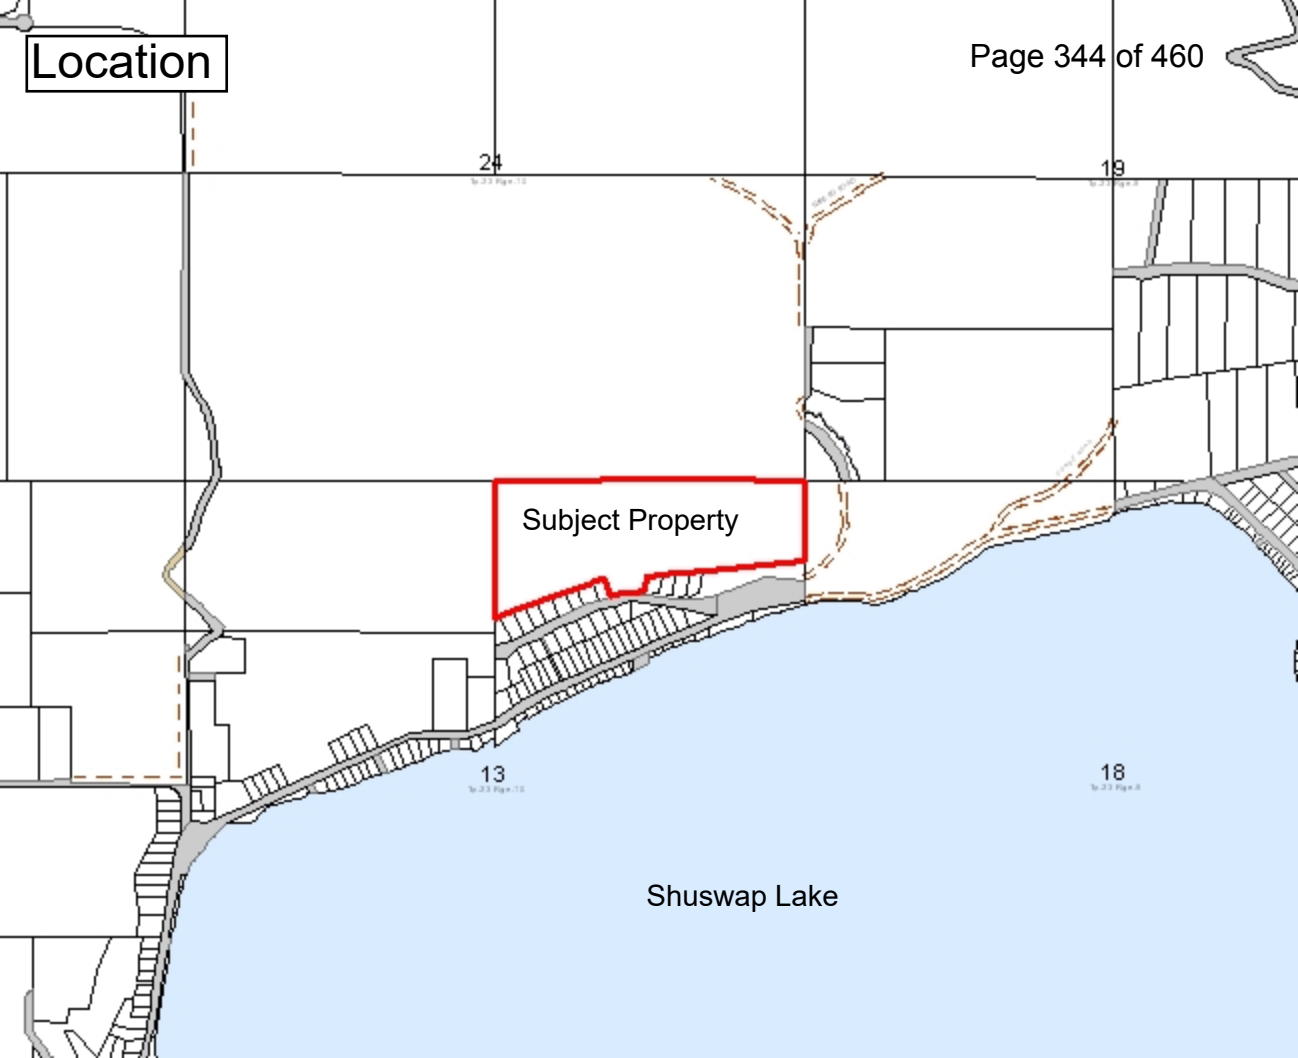 Location
Page 344 of 460
24
19
Subject Property
13
18
Shuswap Lake